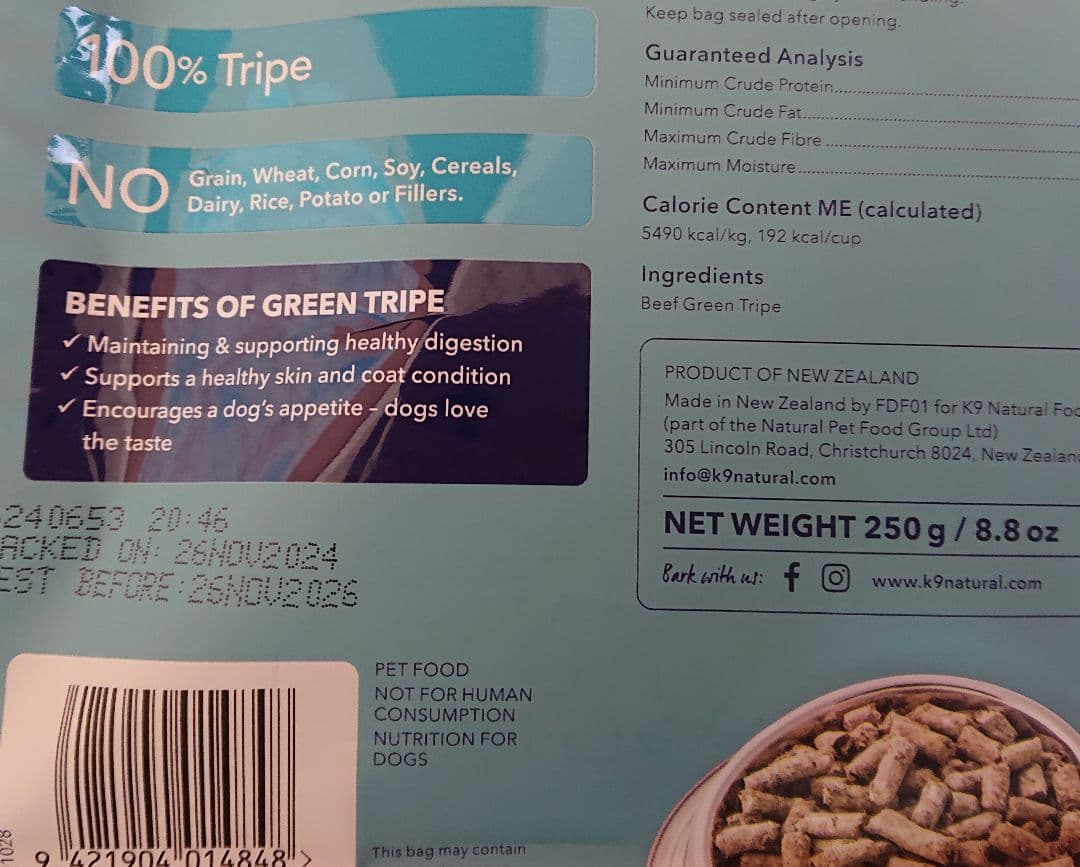 100% Tripe
NO Grain, Wheat, Corn, Soy, Cereals,
Dairy, Rice, Potato or Fillers.
BENEFITS OF GREEN TRIPE
✓ Maintaining & supporting healthy digestion
✓ Supports a healthy skin and coat condition
✓ Encourages a dog's appetite – dogs love
the taste
240653 20:46
ACKED ON: 26NOV2024
EST BEFORE:26NOV2026
1028
9 421904 014848 >
PET FOOD
NOT FOR HUMAN
CONSUMPTION
NUTRITION FOR
DOGS
This bag may contain
Keep bag sealed after opening.
Guaranteed Analysis
Minimum Crude Protein
Minimum Crude Fat
Maximum Crude Fibre
Maximum Moisture
Calorie Content ME (calculated)
5490 kcal/kg, 192 kcal/cup
Ingredients
Beef Green Tripe
PRODUCT OF NEW ZEALAND
Made in New Zealand by FDF01 for K9 Natural Foo
(part of the Natural Pet Food Group Ltd)
305 Lincoln Road, Christchurch 8024, New Zealand
info@k9natural.com
NET WEIGHT 250 g / 8.8 oz
Bark with us: www.k9natural.com